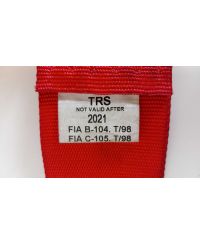 TRS
NOT VALID AFTER
2021
FIA B-104. T/98
FIA C-105. T/98